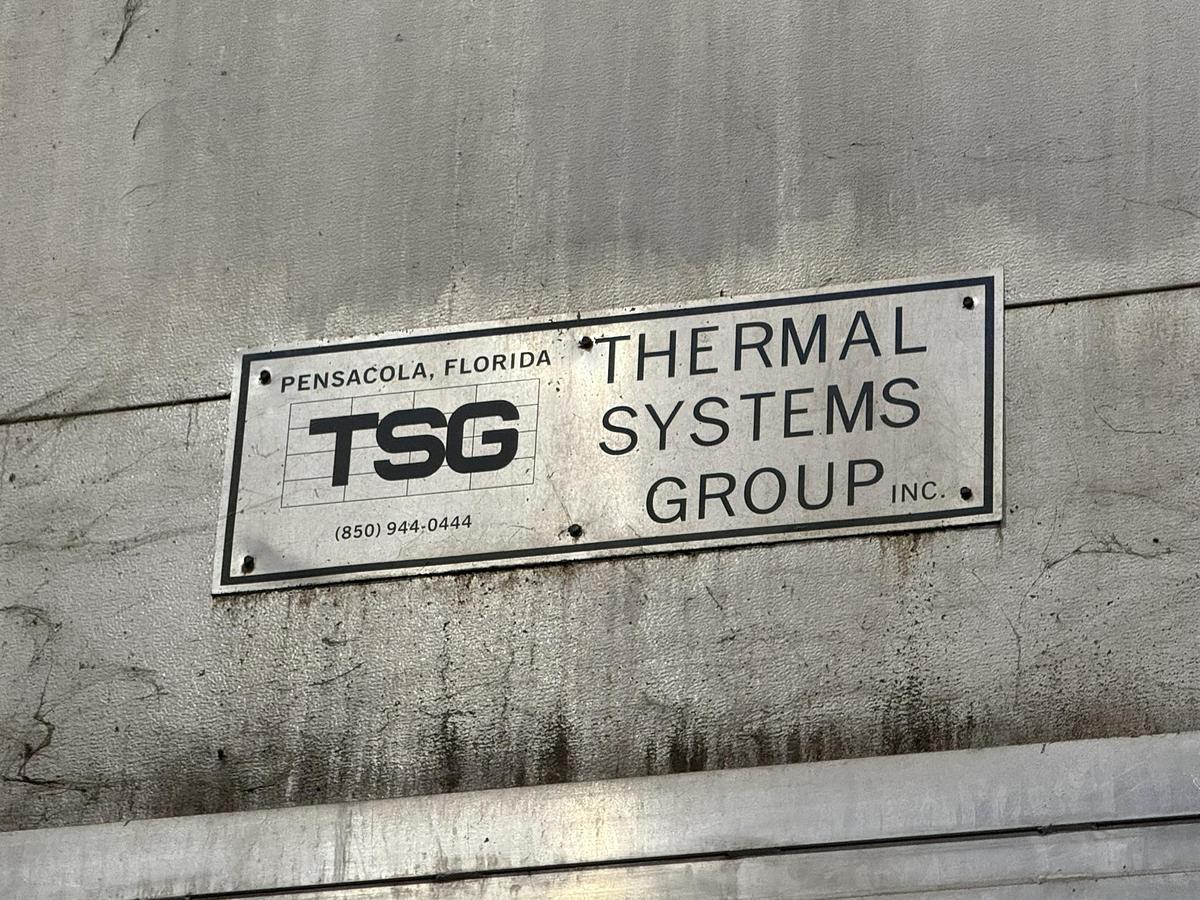 PENSACOLA, FLORIDA
TSG
(850) 944-0444
THERMAL
SYSTEMS
GROUP INC.